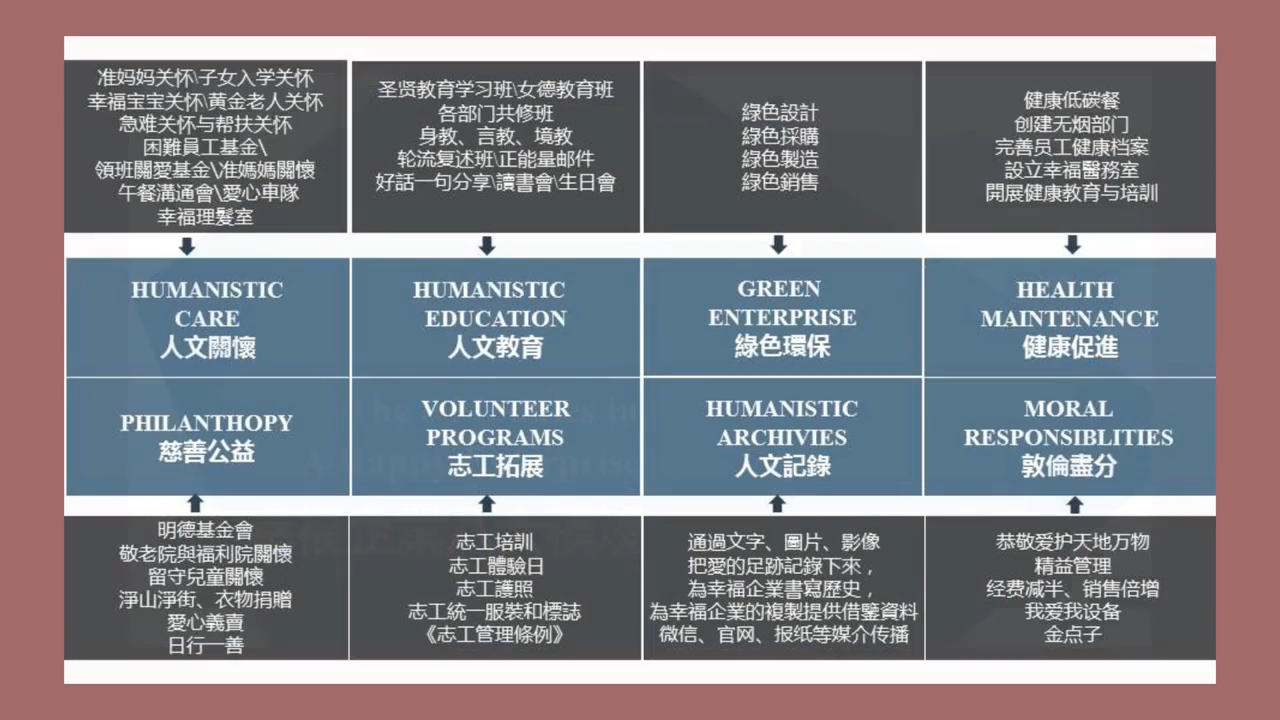 准妈妈关怀\子女入学关怀
幸福宝宝关怀\黄金老人关怀
急难关怀与帮扶关怀
困難員工基金\
領班關愛基金\准媽媽關懷
午餐溝通會\愛心車隊
幸福理髮室
圣贤教育学习班\女德教育班
各部门共修班
身教、言教、境教
轮流复述班\正能量邮件
好話一句分享\讀書會\生日會
綠色設計
綠色採購
綠色製造
綠色銷售
健康低碳餐
创建无烟部门
完善员工健康档案
設立幸福醫務室
開展健康教育与培訓
HUMANISTIC
CARE
人文關懷
HUMANISTIC
EDUCATION
人文教育
GREEN
ENTERPRISE
綠色環保
HEALTH
MAINTENANCE
健康促進
PHILANTHOPY
慈善公益
VOLUNTEER
PROGRAMS
志工拓展
HUMANISTIC
ARCHIVIES
人文記錄
MORAL
RESPONSIBLITIES
敦倫盡分
明德基金會
敬老院與福利院關懷
留守兒童關懷
淨山淨街、衣物捐贈
愛心義賣
日行一善
志工培訓
志工體驗日
志工護照
志工統一服裝和標誌
《志工管理條例》
通過文字、圖片、影像
把愛的足跡記錄下來，
為幸福企業書寫歷史，
為幸福企業的複製提供借鑒資料
微信、官网、报纸等媒介传播
恭敬爱护天地万物
精益管理
经费减半、销售倍增
我爱我设备
金点子